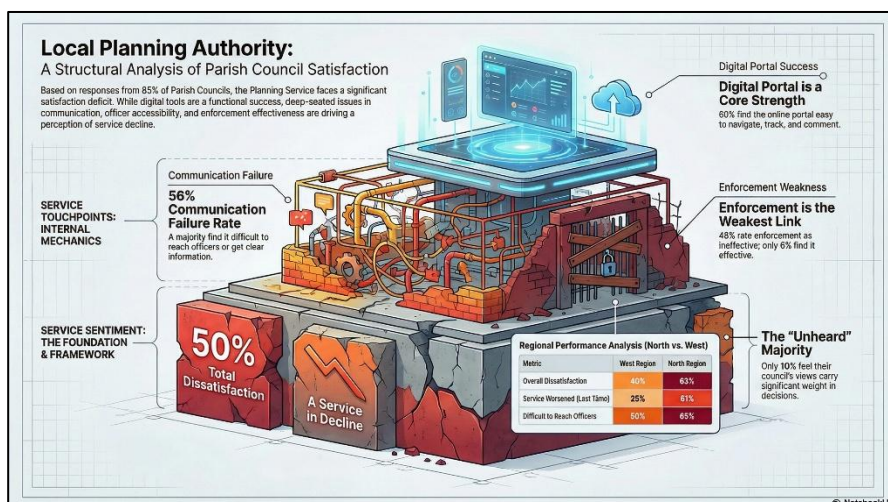 Local Planning Authority:
A Structural Analysis of Parish Council Satisfaction
Based on responses from 85% of Parish Councils, the Planning Service faces a significant
satisfaction deficit. While digital tools are a functional success, deep-seated issues in
communication, officer accessibility, and enforcement effectiveness are driving a
perception of service decline.
Digital Portal Success
Digital Portal is a
Core Strength
60% find the online portal easy
to navigate, track, and comment.
SERVICE
TOUCHPOINTS:
INTERNAL
MECHANICS
Communication Failure
56%
Communication
Failure Rate
A majority find it difficult to
reach officers or get clear
information.
Enforcement Weakness
Enforcement is the
Weakest Link
48% rate enforcement as
ineffective; only 6% find it
effective.
SERVICE SENTIMENT:
THE FOUNDATION
& FRAMEWORK
50%
Total
Dissatisfaction
A Service
in Decline
Regional Performance Analysis (North vs. West)
Metric West Region North Region
Overall Dissatisfaction 40% 63%
Service Worsened (Last Tâmo) 25% 61%
Difficult to Reach Officers 50% 65%
The "Unheard"
Majority
Only 10% feel their
council's views carry
significant weight in
decisions.